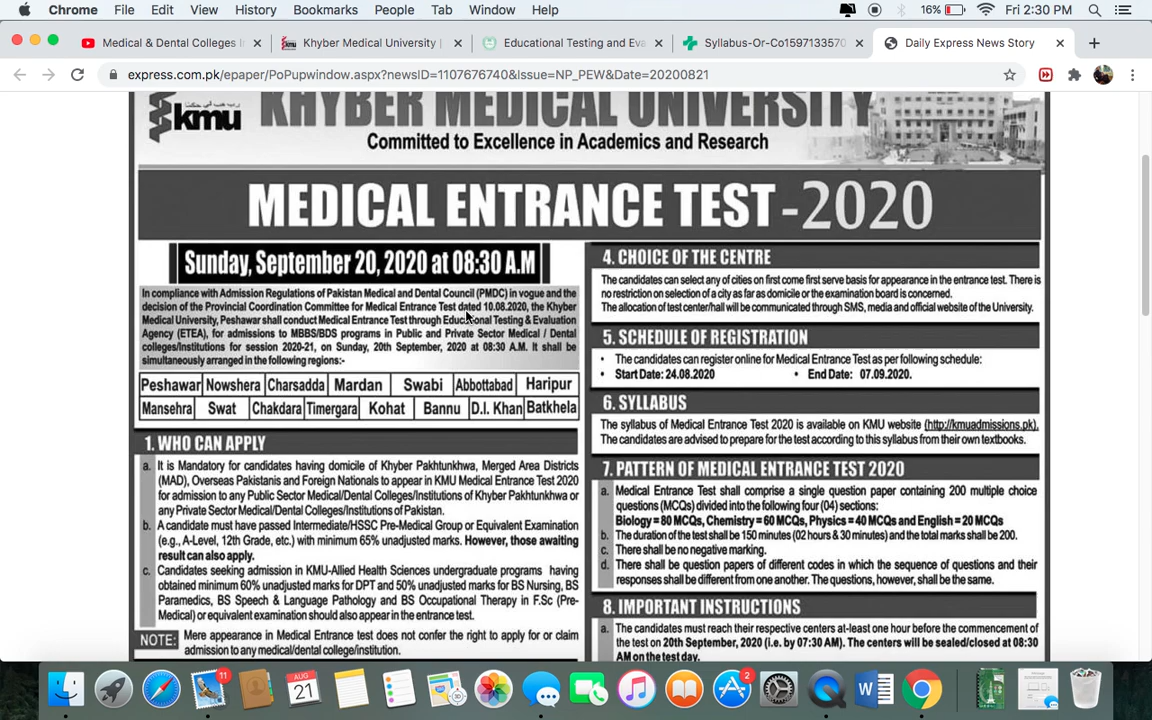 Chrome File Edit View History Bookmarks People Tab Window Help 16% Fri 2:30 PM
Medical & Dental Colleges I × Khyber Medical University | × Educational Testing and Eva × Syllabus-Or-Co1597133570 × Daily Express News Story ×
express.com.pk/epaper/PoPupwindow.aspx?newsID=1107676740&Issue=NP_PEW&Date=20200821
kmu KHYBER MEDICAL UNIVERSITY
Committed to Excellence in Academics and Research
MEDICAL ENTRANCE TEST -2020
Sunday, September 20, 2020 at 08:30 A.M
In compliance with Admission Regulations of Pakistan Medical and Dental Council (PMDC) in vogue and the
decision of the Provincial Coordination Committee for Medical Entrance Test dated 10.08.2020, the Khyber
Medical University, Peshawar shall conduct Medical Entrance Test through Educational Testing & Evaluation
Agency (ETEA), for admissions to MBBS/BDS programs in Public and Private Sector Medical / Dental
colleges/Institutions for session 2020-21, on Sunday, 20th September, 2020 at 08:30 A.M. It shall be
simultaneously arranged in the following regions:-
Peshawar Nowshera Charsadda Mardan Swabi Abbottabad Haripur
Mansehra Swat Chakdara Timergara Kohat Bannu D.I. Khan Batkhela
1. WHO CAN APPLY
a. It is Mandatory for candidates having domicile of Khyber Pakhtunkhwa, Merged Area Districts
(MAD), Overseas Pakistanis and Foreign Nationals to appear in KMU Medical Entrance Test 2020
for admission to any Public Sector Medical/Dental Colleges/Institutions of Khyber Pakhtunkhwa or
any Private Sector Medical/Dental Colleges/Institutions of Pakistan.
b. A candidate must have passed Intermediate/HSSC Pre-Medical Group or Equivalent Examination
(e.g., A-Level, 12th Grade, etc.) with minimum 65% unadjusted marks. However, those awaiting
result can also apply.
c. Candidates seeking admission in KMU-Allied Health Sciences undergraduate programs having
obtained minimum 60% unadjusted marks for DPT and 50% unadjusted marks for BS Nursing, BS
Paramedics, BS Speech & Language Pathology and BS Occupational Therapy in F.Sc (Pre-
Medical) or equivalent examination should also appear in the entrance test.
NOTE: Mere appearance in Medical Entrance test does not confer the right to apply for or claim
admission to any medical/dental college/institution.
4. CHOICE OF THE CENTRE
The candidates can select any of cities on first come first serve basis for appearance in the entrance test. There is
no restriction on selection of a city as far as domicile or the examination board is concerned.
The allocation of test center/hall will be communicated through SMS, media and official website of the University.
5. SCHEDULE OF REGISTRATION
• The candidates can register online for Medical Entrance Test as per following schedule:
• Start Date: 24.08.2020 • End Date: 07.09.2020.
6. SYLLABUS
The syllabus of Medical Entrance Test 2020 is available on KMU website (http://kmuadmissions.pk).
The candidates are advised to prepare for the test according to this syllabus from their own textbooks.
7. PATTERN OF MEDICAL ENTRANCE TEST 2020
a. Medical Entrance Test shall comprise a single question paper containing 200 multiple choice
questions (MCQs) divided into the following four (04) sections:
Biology = 80 MCQs, Chemistry = 60 MCQs, Physics = 40 MCQs and English = 20 MCQs
b. The duration of the test shall be 150 minutes (02 hours & 30 minutes) and the total marks shall be 200.
c. There shall be no negative marking.
d. There shall be question papers of different codes in which the sequence of questions and their
responses shall be different from one another. The questions, however, shall be the same.
8. IMPORTANT INSTRUCTIONS
a. The candidates must reach their respective centers at-least one hour before the commencement of
the test on 20th September, 2020 (i.e. by 07:30 AM). The centers will be sealed/closed at 08:30
AM on the test day.
11
AUG
21
2